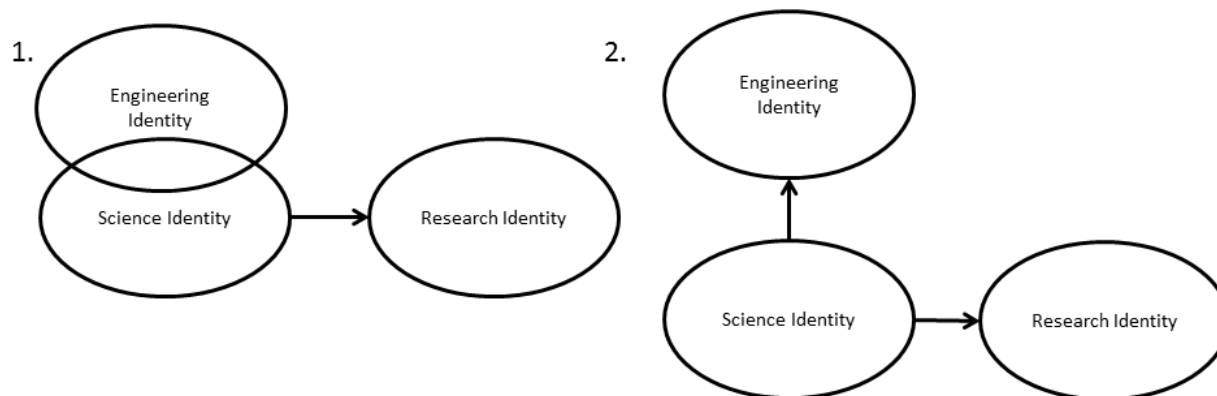 1.
Engineering
Identity
Science Identity
Research Identity
2.
Engineering
Identity
Science Identity
Research Identity